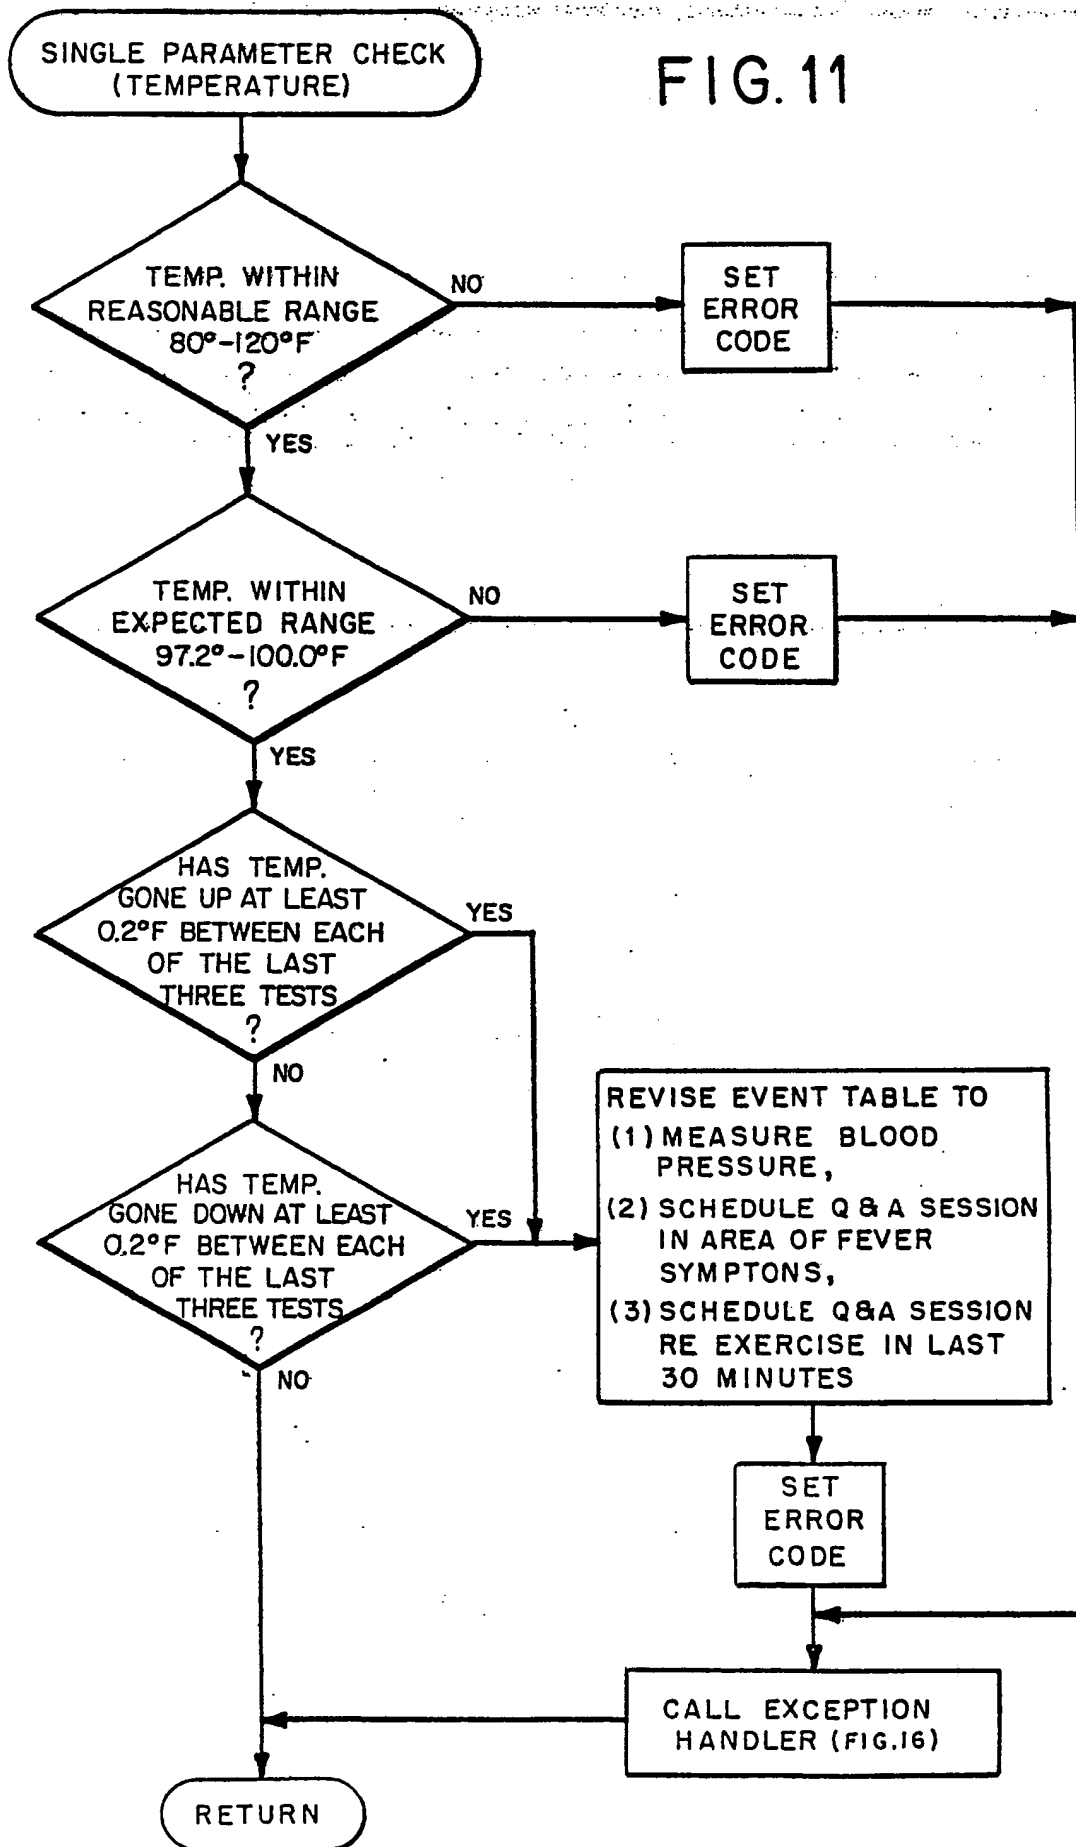 SINGLE PARAMETER CHECK
(TEMPERATURE)
FIG. 11
TEMP. WITHIN
REASONABLE RANGE
80°-120°F
?
NO
SET
ERROR
CODE
YES
TEMP. WITHIN
EXPECTED RANGE
97.2°-100.0°F
?
NO
SET
ERROR
CODE
YES
HAS TEMP.
GONE UP AT LEAST
0.2°F BETWEEN EACH
OF THE LAST
THREE TESTS
?
YES
NO
HAS TEMP.
GONE DOWN AT LEAST
0.2°F BETWEEN EACH
OF THE LAST
THREE TESTS
?
YES
NO
REVISE EVENT TABLE TO
(1) MEASURE BLOOD
PRESSURE,
(2) SCHEDULE Q & A SESSION
IN AREA OF FEVER
SYMPTONS,
(3) SCHEDULE Q&A SESSION
RE EXERCISE IN LAST
30 MINUTES
SET
ERROR
CODE
CALL EXCEPTION
HANDLER (FIG.16)
RETURN